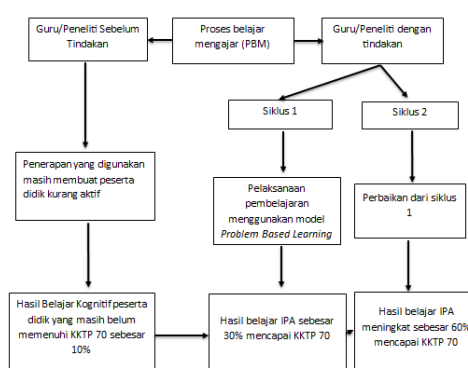 Guru/Peneliti Sebelum
Tindakan
Proses belajar
mengajar (PBM)
Guru/Peneliti dengan
tindakan
Siklus 1
Siklus 2
Penerapan yang digunakan
masih membuat peserta
didik kurang aktif
Pelaksanaan
pembelajaran
menggunakan model
Problem Based Learning
Perbaikan dari siklus
1
Hasil Belajar Kognitif peserta
didik yang masih belum
memenuhi KKTP 70 sebesar
10%
Hasil belajar IPA sebesar
30% mencapai KKTP 70
Hasil belajar IPA
meningkat sebesar 60%
mencapai KKTP 70